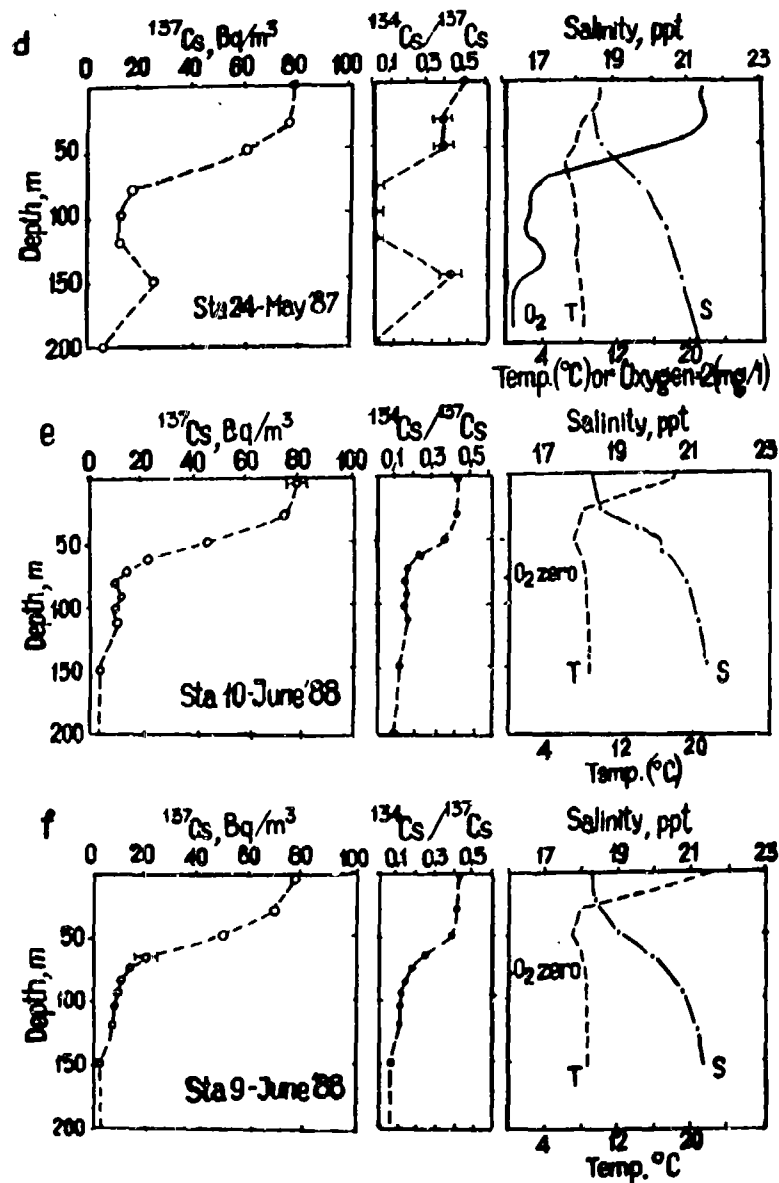 d
137Cs, Bq/m3
0 20 40 60 80 100
134Cs/137Cs
0,1 0,3 0,5
Salinity, ppt
17 19 21 23
Depth, m
50
100
150
200
Sta 24-May '87
O2 T S
4 12 20
Temp.(°C) or Oxygen·2(mg/l)
e
137Cs, Bq/m3
0 20 40 60 80 100
134Cs/137Cs
0,1 0,3 0,5
Salinity, ppt
17 19 21 23
Depth, m
50
100
150
200
Sta 10-June '88
O2 zero
T S
4 12 20
Temp.(°C)
f
137Cs, Bq/m3
0 20 40 60 80 100
134Cs/137Cs
0,1 0,3 0,5
Salinity, ppt
17 19 21 23
Depth, m
50
100
150
200
Sta 9-June '88
O2 zero
T S
4 12 20
Temp. °C